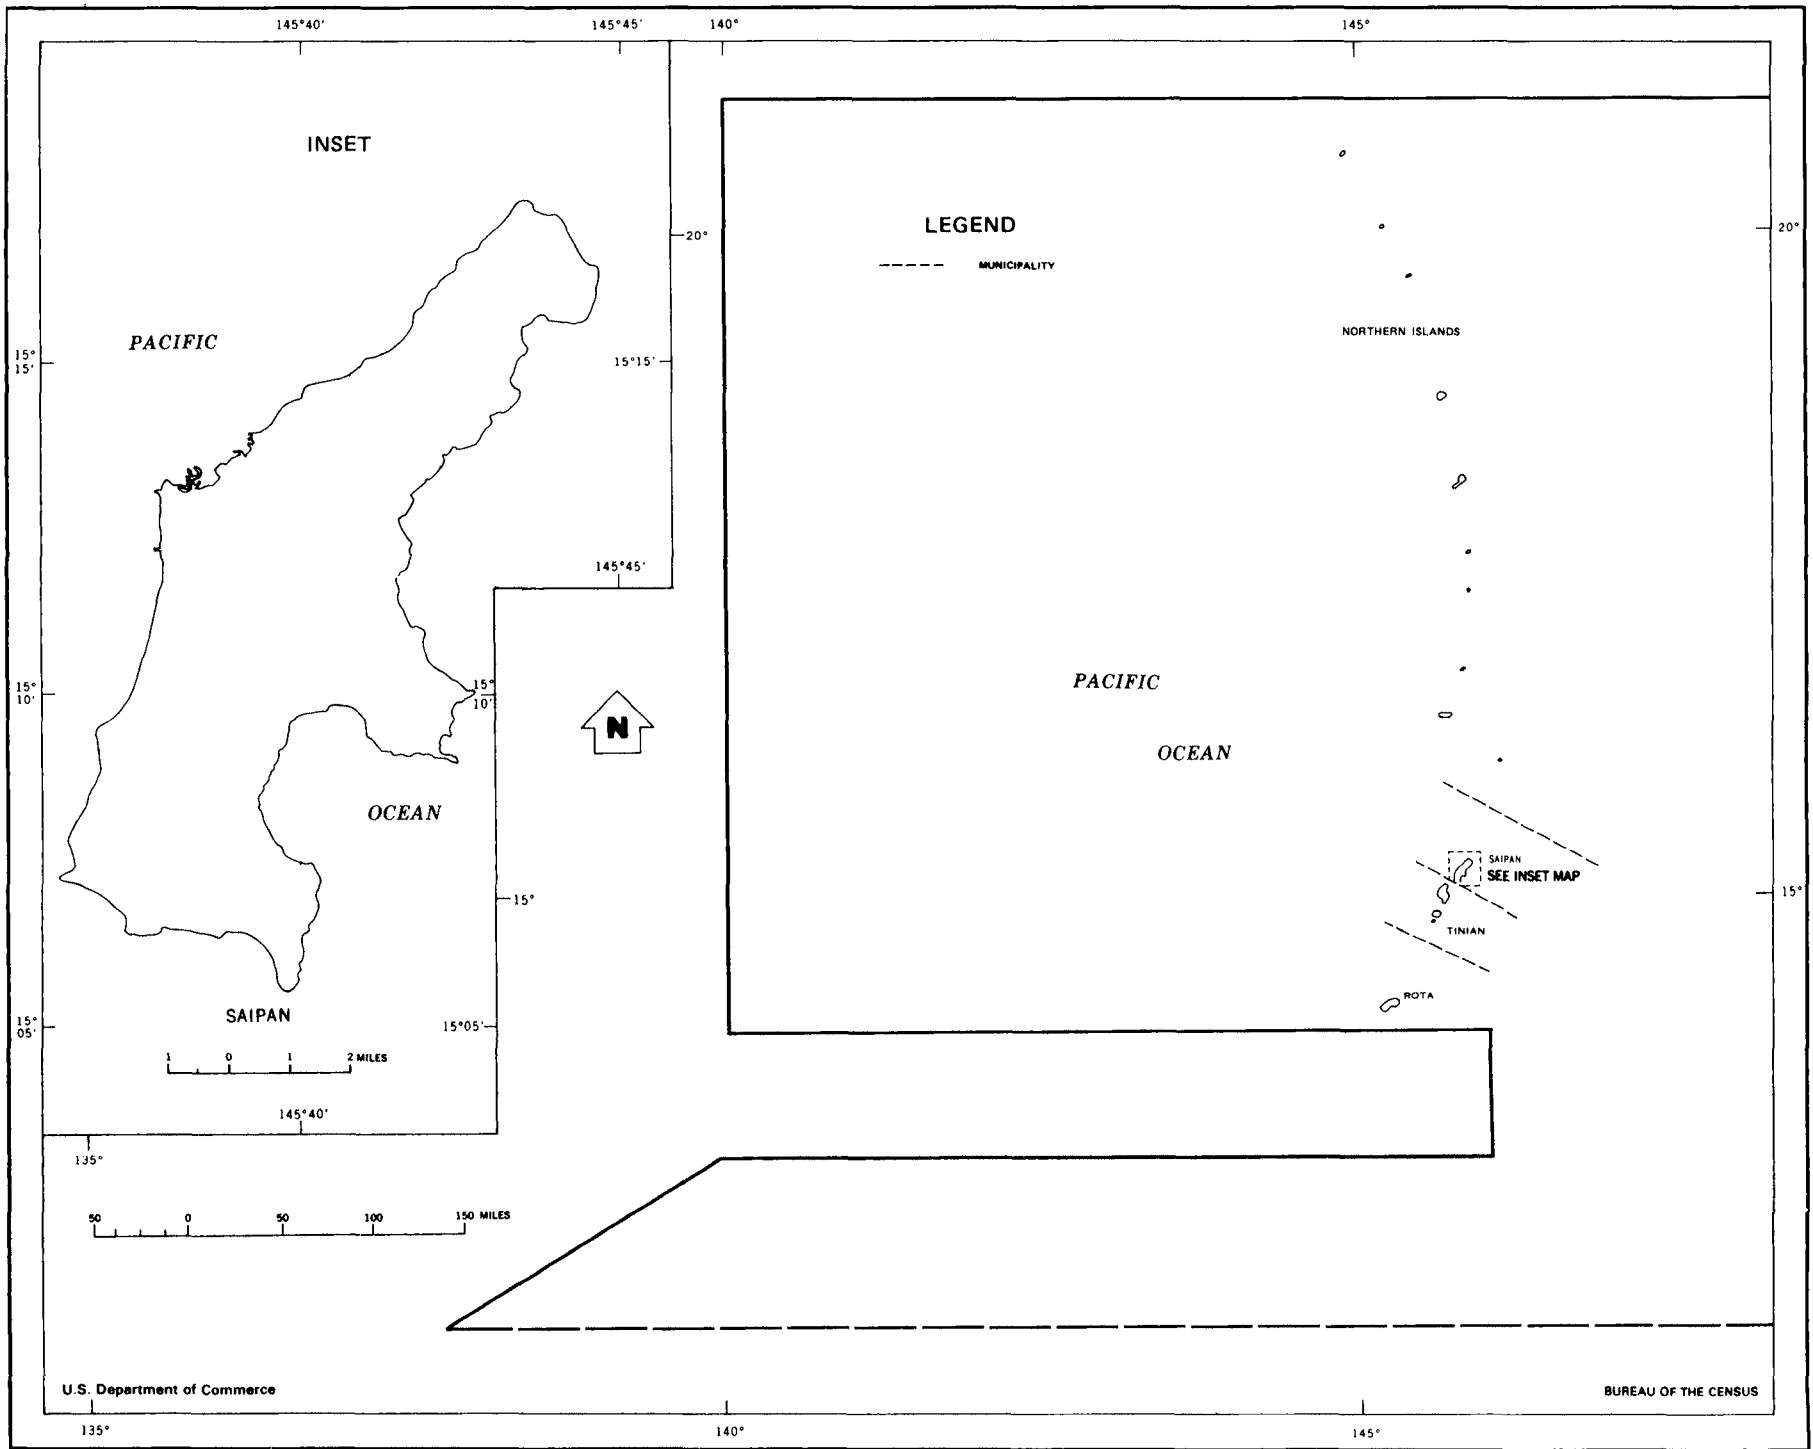 145°40'
145°45'
140°
145°
INSET
LEGEND
MUNICIPALITY
20°
20°
NORTHERN ISLANDS
PACIFIC
15°
15'
15°15'
145°45'
15°
10'
15°
10'
N
PACIFIC
OCEAN
OCEAN
SAIPAN
SEE INSET MAP
15°
15°
TINIAN
ROTA
SAIPAN
15°
05'
15°05'
1 0 1 2 MILES
145°40'
135°
50 0 50 100 150 MILES
U.S. Department of Commerce
BUREAU OF THE CENSUS
135°
140°
145°